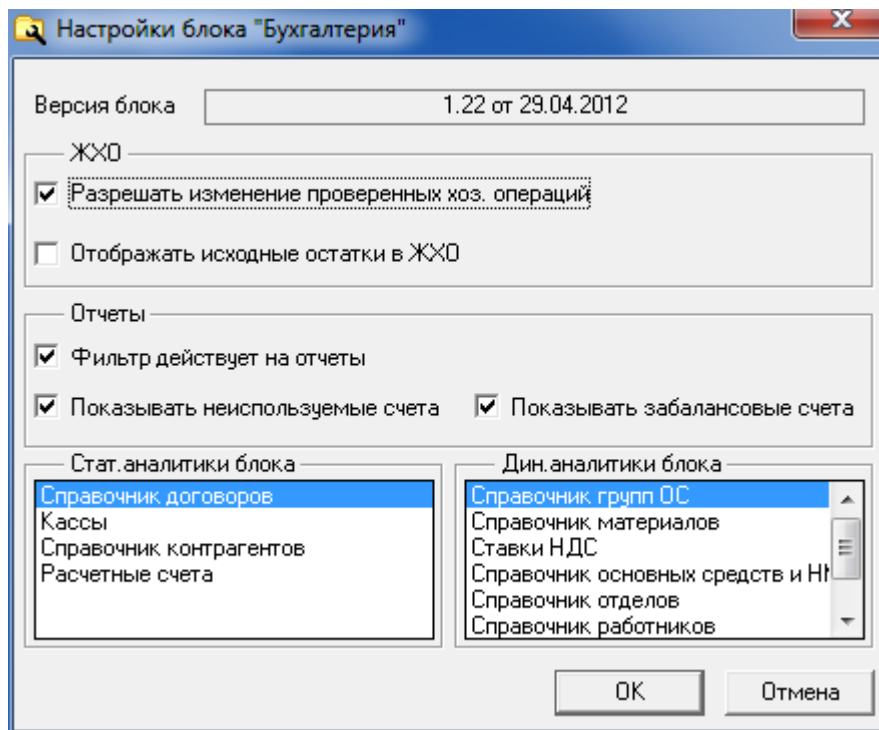 Настройки блока "Бухгалтерия"
Версия блока 1.22 от 29.04.2012
ЖХО
Разрешать изменение проверенных хоз. операций
Отображать исходные остатки в ЖХО
Отчеты
Фильтр действует на отчеты
Показывать неиспользуемые счета Показывать забалансовые счета
Стат.аналитики блока
Справочник договоров
Кассы
Справочник контрагентов
Расчетные счета
Дин.аналитики блока
Справочник групп ОС
Справочник материалов
Ставки НДС
Справочник основных средств и
Справочник отделов
Справочник работников
OK Отмена